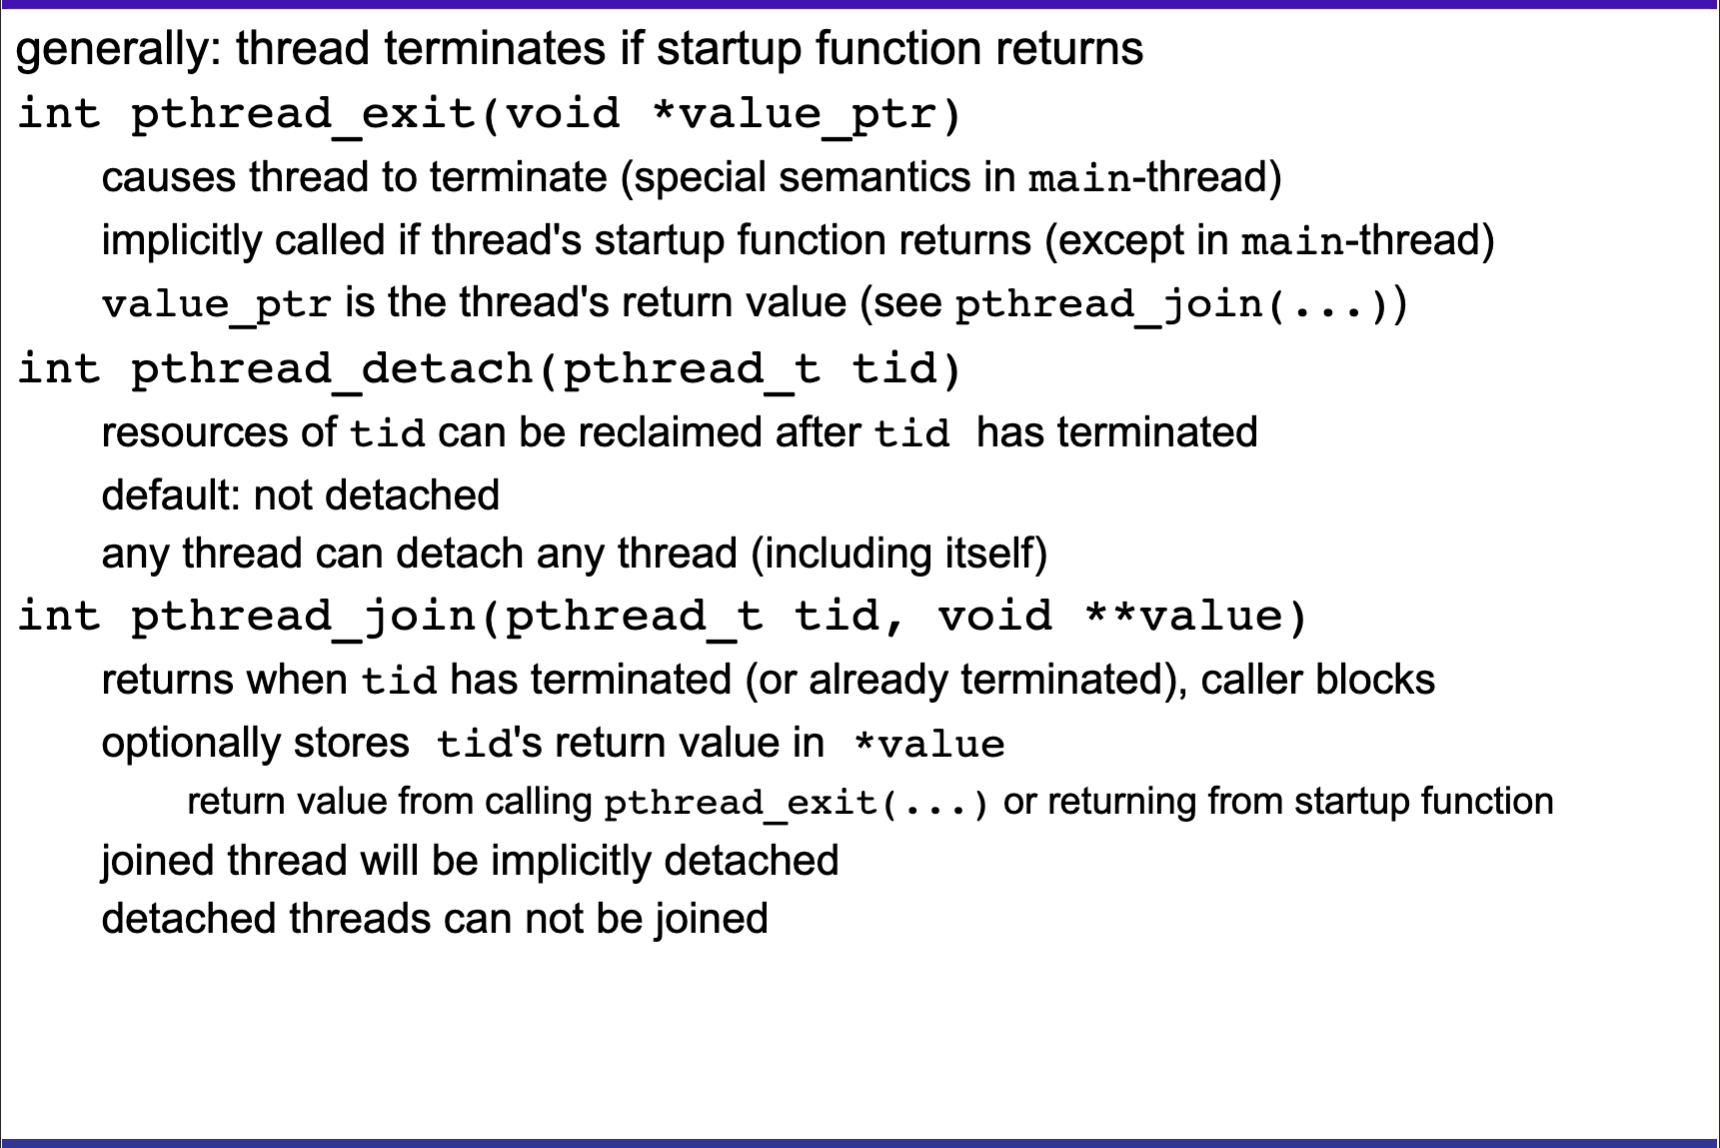 generally: thread terminates if startup function returns
int pthread_exit(void *value_ptr)
causes thread to terminate (special semantics in main-thread)
implicitly called if thread's startup function returns (except in main-thread)
value_ptr is the thread's return value (see pthread_join(...))
int pthread_detach(pthread_t tid)
resources of tid can be reclaimed after tid has terminated
default: not detached
any thread can detach any thread (including itself)
int pthread_join(pthread_t tid, void **value)
returns when tid has terminated (or already terminated), caller blocks
optionally stores tid's return value in *value
return value from calling pthread_exit(...) or returning from startup function
joined thread will be implicitly detached
detached threads can not be joined